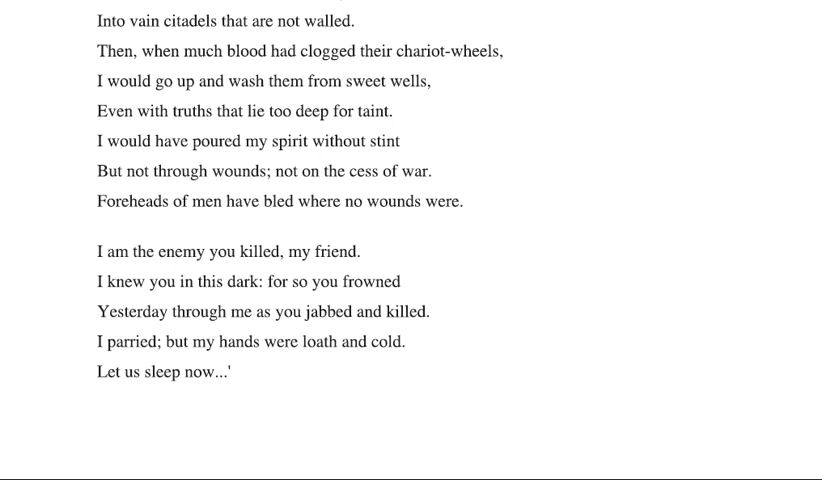 Into vain citadels that are not walled.
Then, when much blood had clogged their chariot-wheels,
I would go up and wash them from sweet wells,
Even with truths that lie too deep for taint.
I would have poured my spirit without stint
But not through wounds; not on the cess of war.
Foreheads of men have bled where no wounds were.
I am the enemy you killed, my friend.
I knew you in this dark: for so you frowned
Yesterday through me as you jabbed and killed.
I parried; but my hands were loath and cold.
Let us sleep now...'